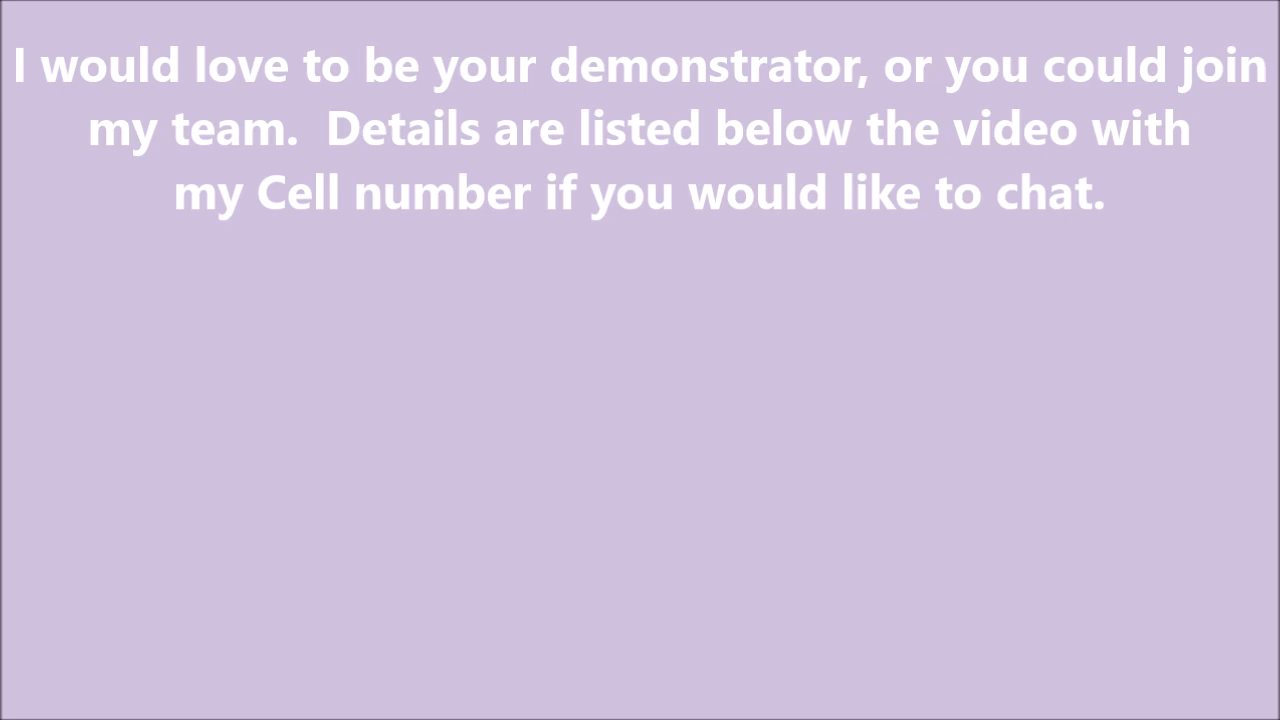 I would love to be your demonstrator, or you could join
my team.  Details are listed below the video with
my Cell number if you would like to chat.